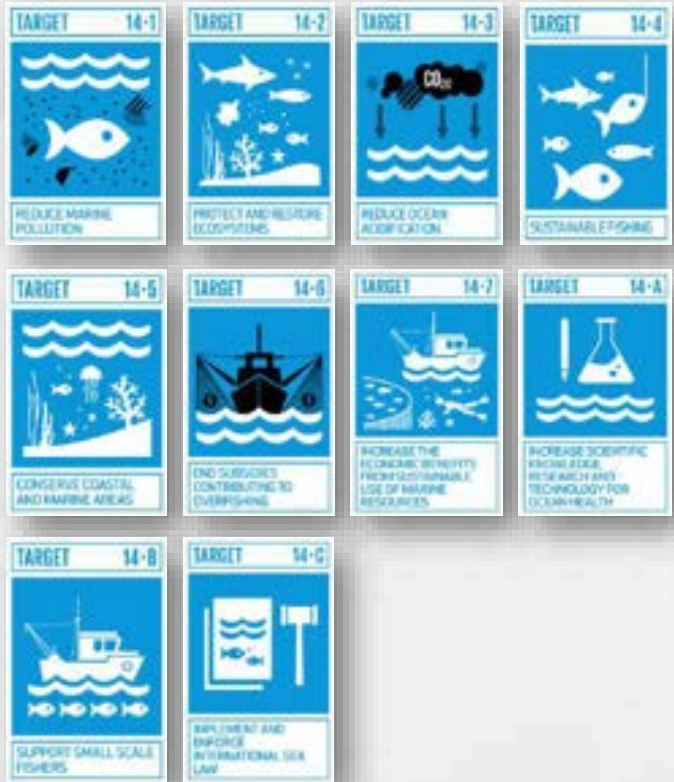 TARGET 14·1
REDUCE MARINE
POLLUTION
TARGET 14·2
PROTECT AND RESTORE
ECOSYSTEMS
TARGET 14·3
CO₂
REDUCE OCEAN
ACIDIFICATION
TARGET 14·4
SUSTAINABLE FISHING
TARGET 14·5
CONSERVE COASTAL
AND MARINE AREAS
TARGET 14·6
END SUBSIDIES
CONTRIBUTING TO
OVERFISHING
TARGET 14·7
INCREASE THE
ECONOMIC BENEFITS
FROM SUSTAINABLE
USE OF MARINE
RESOURCES
TARGET 14·A
INCREASE SCIENTIFIC
KNOWLEDGE,
RESEARCH AND
TECHNOLOGY FOR
OCEAN HEALTH
TARGET 14·B
SUPPORT SMALL SCALE
FISHERS
TARGET 14·C
IMPLEMENT AND
ENFORCE
INTERNATIONAL SEA
LAW